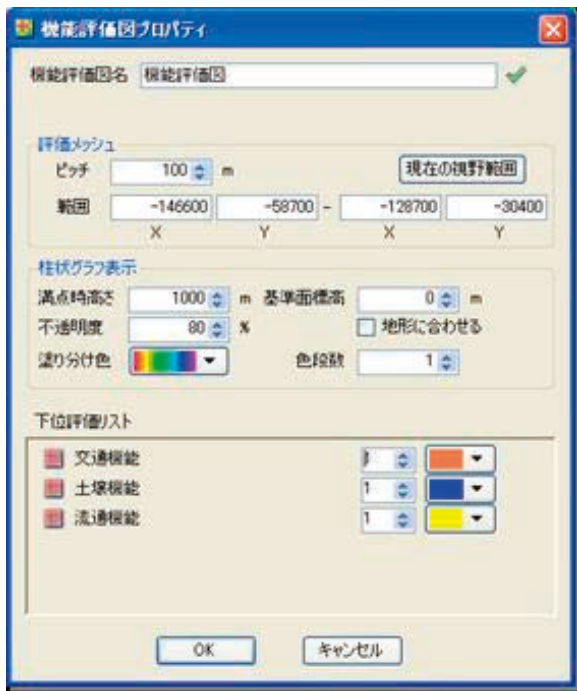 機能評価図プロパティ
機能評価図名 機能評価図
評価メッシュ
ピッチ 100 m 現在の視野範囲
範囲 -146600 -58700 - -128700 -30400
X Y X Y
柱状グラフ表示
満点時高さ 1000 m 基準面標高 0 m
不透明度 80 % 地形に合わせる
塗り分け色 色段数 1
下位評価リスト
交通機能
土壌機能 1
流通機能 1
OK キャンセル